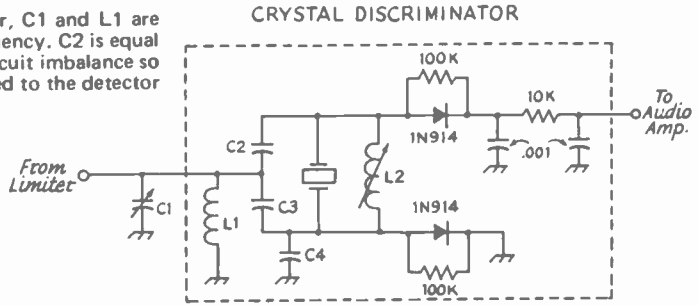 r, C1 and L1 are
ency. C2 is equal
cuit imbalance so
ed to the detector
CRYSTAL DISCRIMINATOR
100K
10K
To
Audio
Amp.
1N914
.001
C2
L2
From
Limiter
C1
L1
C3
1N914
C4
100K